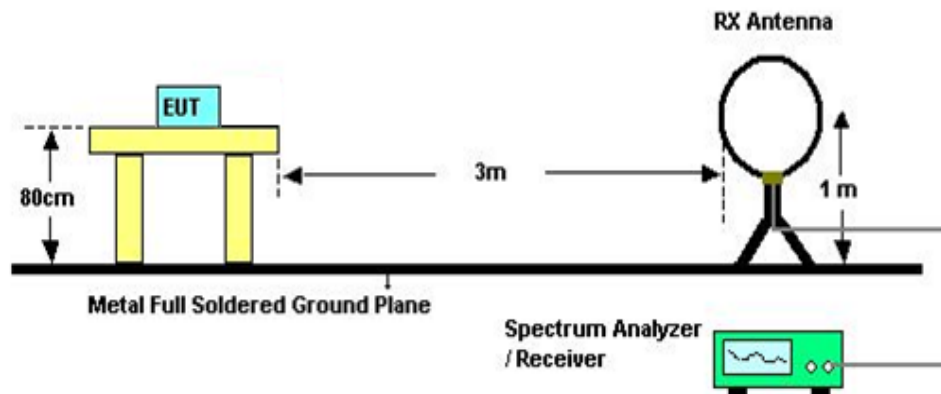 RX Antenna
EUT
80cm
3m
1 m
Metal Full Soldered Ground Plane
Spectrum Analyzer
/ Receiver